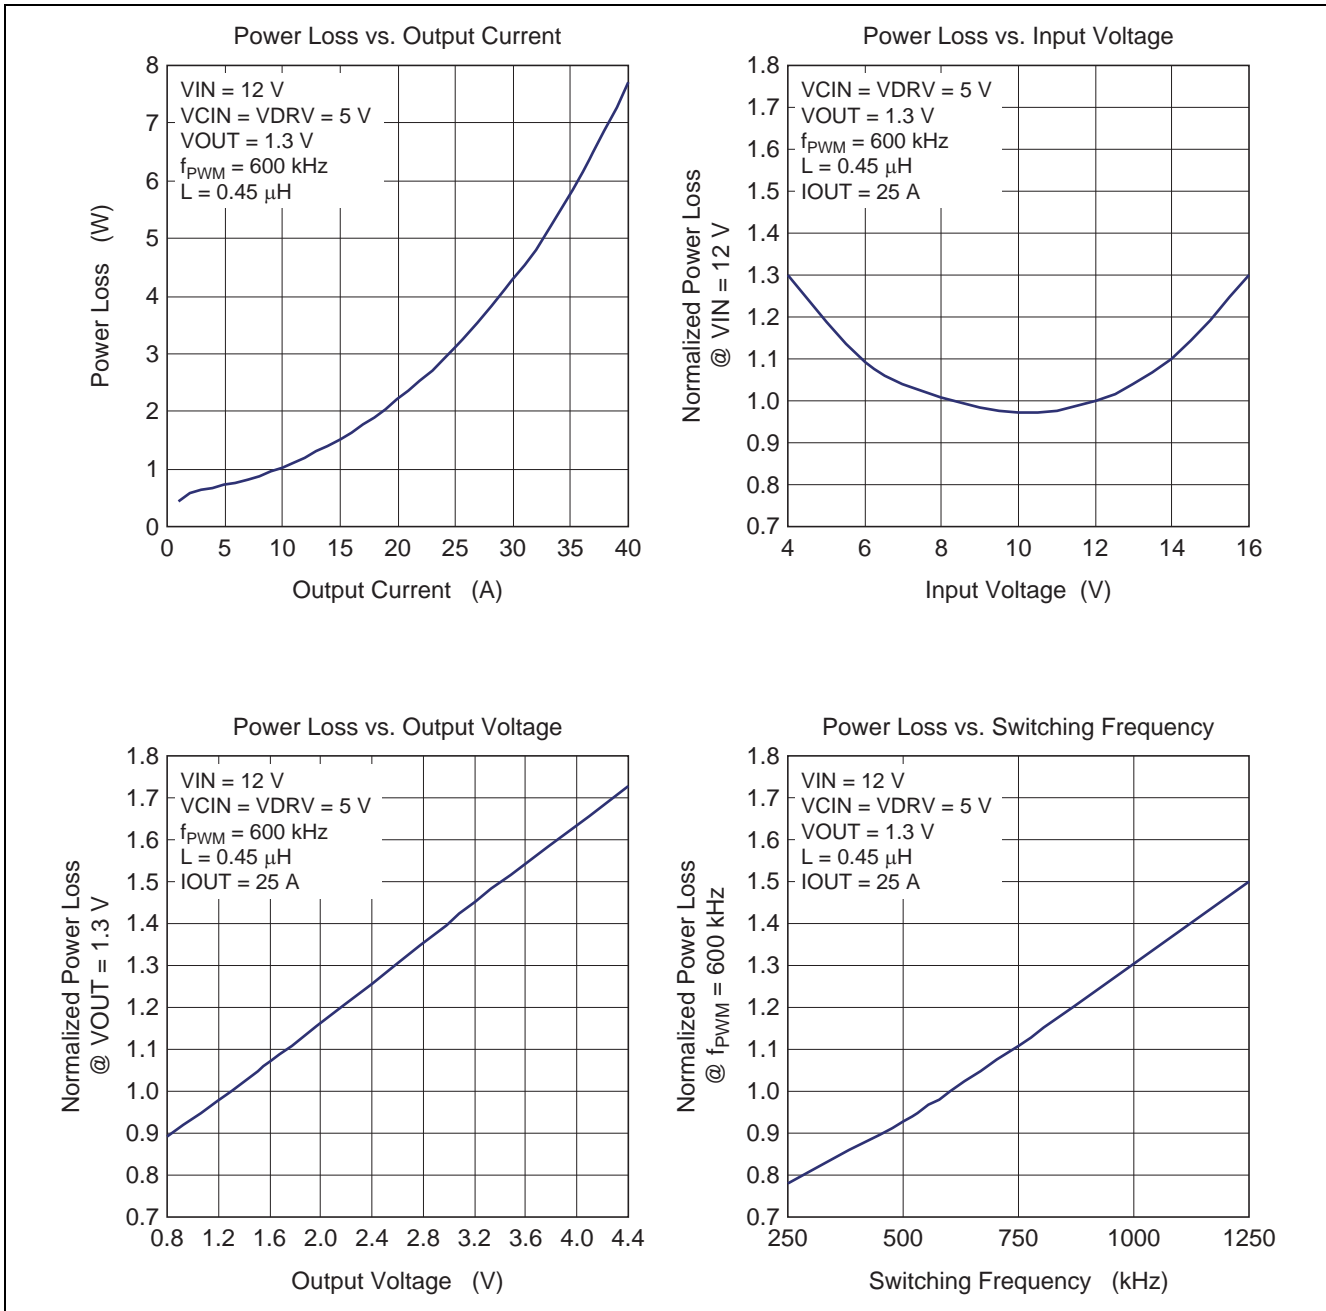 Power Loss vs. Output Current
VIN = 12 V
VCIN = VDRV = 5 V
VOUT = 1.3 V
fPWM = 600 kHz
L = 0.45 μH
Power Loss (W)
8
7
6
5
4
3
2
1
0
0 5 10 15 20 25 30 35 40
Output Current (A)
Power Loss vs. Input Voltage
VCIN = VDRV = 5 V
VOUT = 1.3 V
fPWM = 600 kHz
L = 0.45 μH
IOUT = 25 A
Normalized Power Loss
@ VIN = 12 V
1.8
1.7
1.6
1.5
1.4
1.3
1.2
1.1
1.0
0.9
0.8
0.7
4 6 8 10 12 14 16
Input Voltage (V)
Power Loss vs. Output Voltage
VIN = 12 V
VCIN = VDRV = 5 V
fPWM = 600 kHz
L = 0.45 μH
IOUT = 25 A
Normalized Power Loss
@ VOUT = 1.3 V
1.8
1.7
1.6
1.5
1.4
1.3
1.2
1.1
1.0
0.9
0.8
0.7
0.8 1.2 1.6 2.0 2.4 2.8 3.2 3.6 4.0 4.4
Output Voltage (V)
Power Loss vs. Switching Frequency
VIN = 12 V
VCIN = VDRV = 5 V
VOUT = 1.3 V
L = 0.45 μH
IOUT = 25 A
Normalized Power Loss
@ fPWM = 600 kHz
1.8
1.7
1.6
1.5
1.4
1.3
1.2
1.1
1.0
0.9
0.8
0.7
250 500 750 1000 1250
Switching Frequency (kHz)